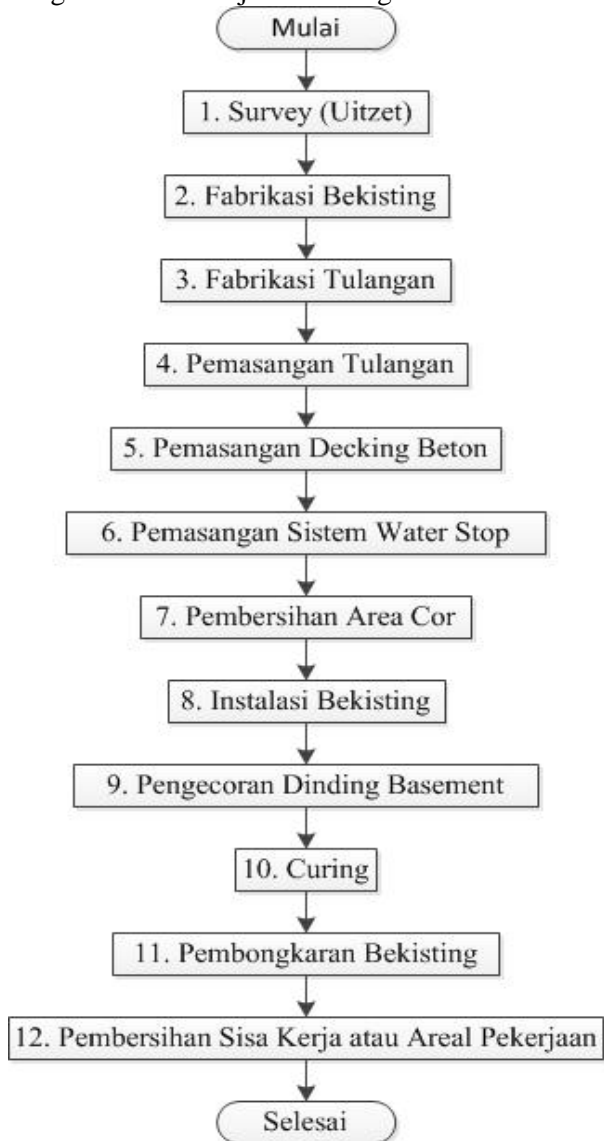 Mulai
1. Survey (Uitzet)
2. Fabrikasi Bekisting
3. Fabrikasi Tulangan
4. Pemasangan Tulangan
5. Pemasangan Decking Beton
6. Pemasangan Sistem Water Stop
7. Pembersihan Area Cor
8. Instalasi Bekisting
9. Pengecoran Dinding Basement
10. Curing
11. Pembongkaran Bekisting
12. Pembersihan Sisa Kerja atau Areal Pekerjaan
Selesai